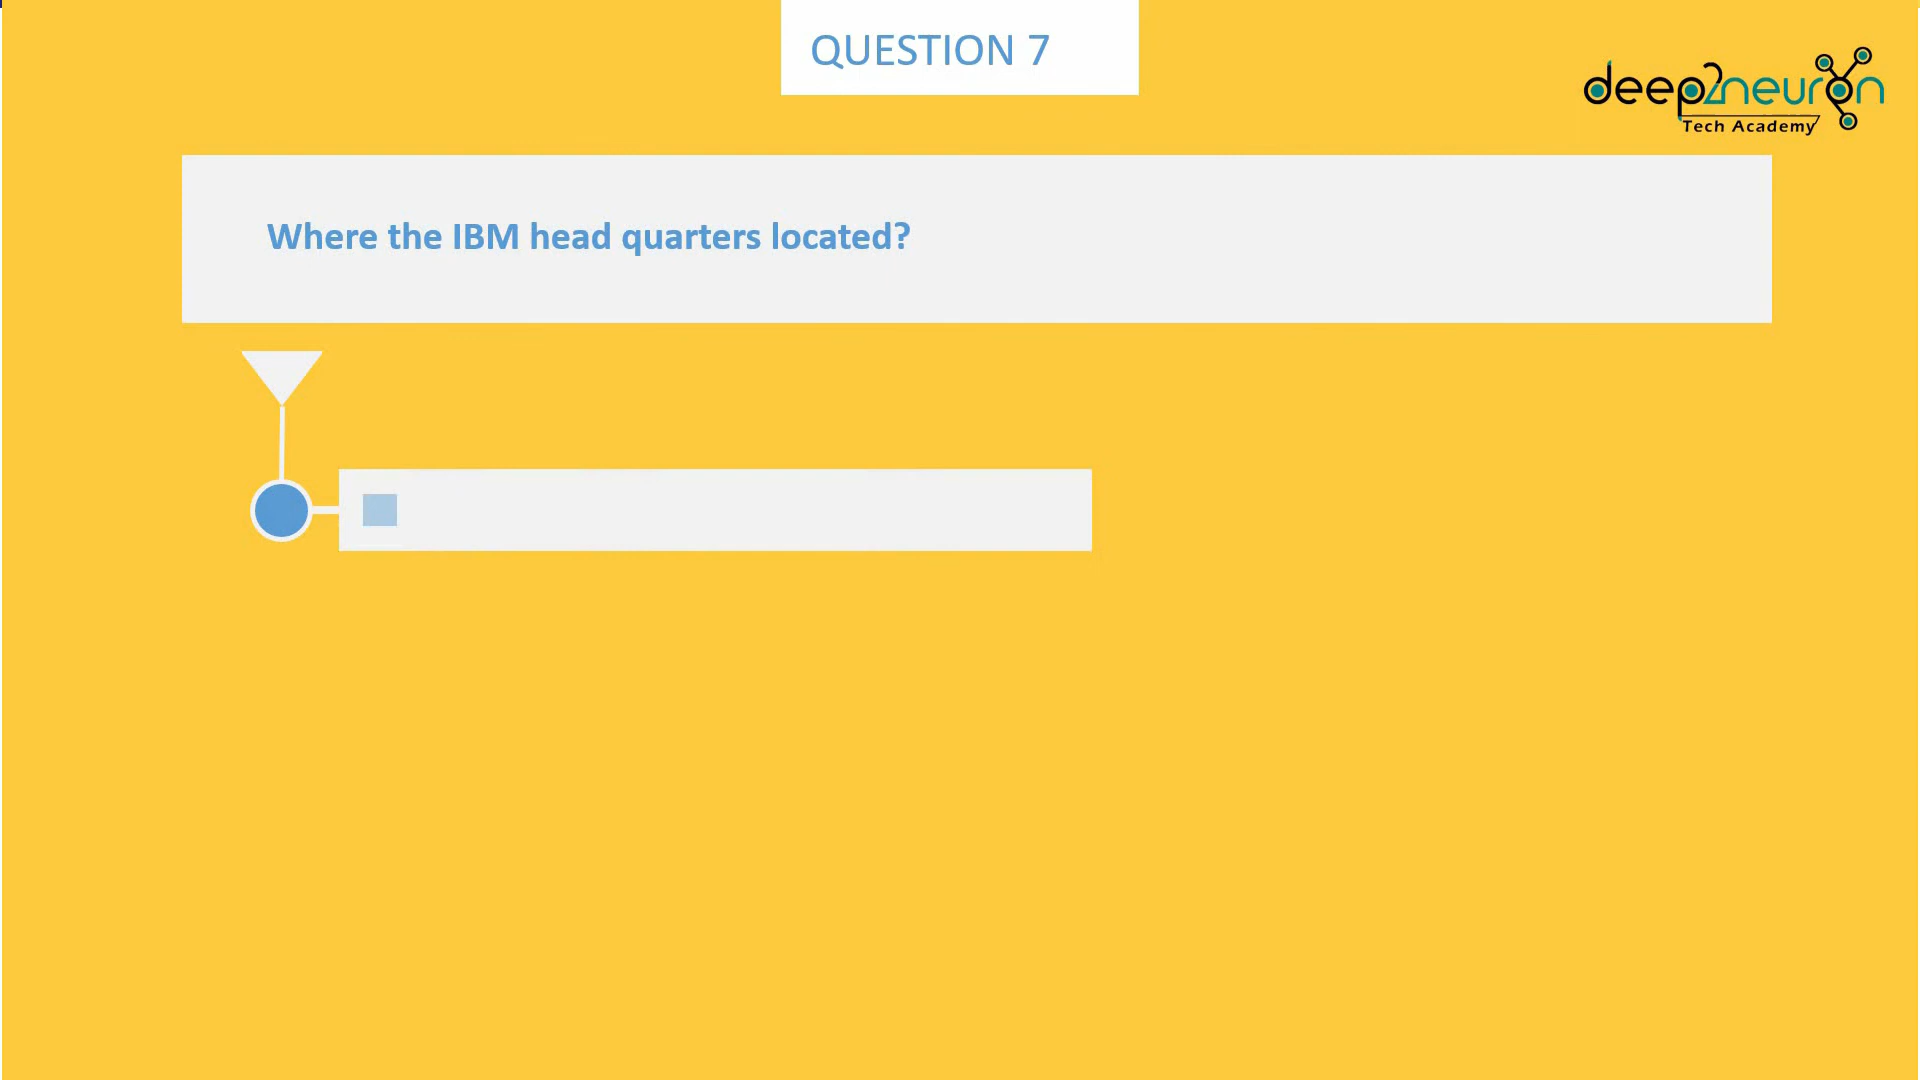 QUESTION 7
deep2neuron
Tech Academy
Where the IBM head quarters located?